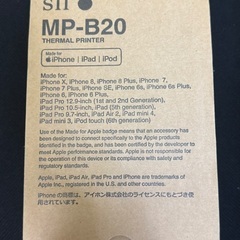 SII
MP-B20
THERMAL PRINTER
Made for
iPhone | iPad | iPod
Made for:
iPhone X, iPhone 8, iPhone 8 Plus, iPhone 7,
iPhone 7 Plus, iPhone SE, iPhone 6s, iPhone 6s Plus,
iPhone 6, iPhone 6 Plus,
iPad Pro 12.9-inch (1st and 2nd Generation),
iPad Pro 10.5-inch, iPad (5th generation),
iPad Pro 9.7-inch, iPad Air 2, iPad mini 4,
iPad mini 3, iPod touch (6th generation)
Use of the Made for Apple badge means that an accessory has
been designed to connect specifically to the Apple products
identified in the badge, and has been certified by the developer to
meet Apple performance standards. Apple is not responsible for
the operation of this device or its compliance with safety and
regulatory standards.
Apple, iPad, iPad Air, iPad Pro and iPhone are trademarks of
Apple Inc., registered in the U.S. and other countries.
iPhoneの商標は、アイホン株式会社のライセンスにもとづき使
用されています。